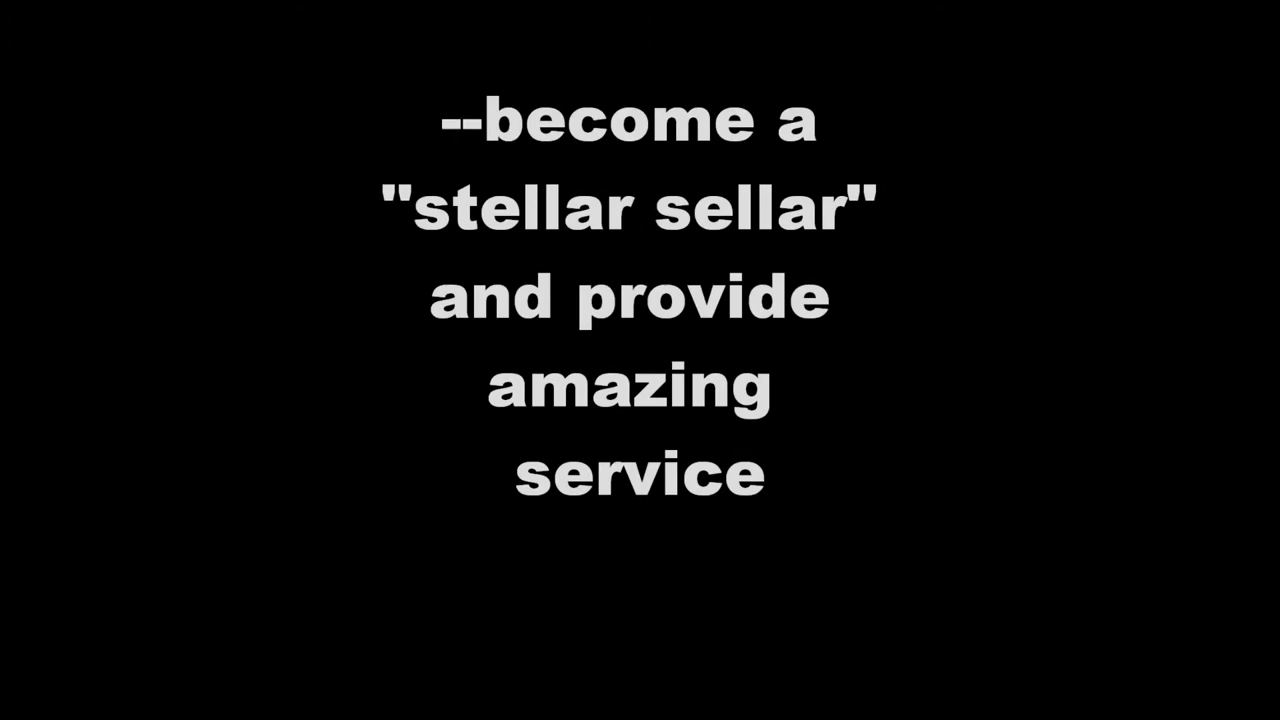 --become a
"stellar sellar"
and provide
amazing
service